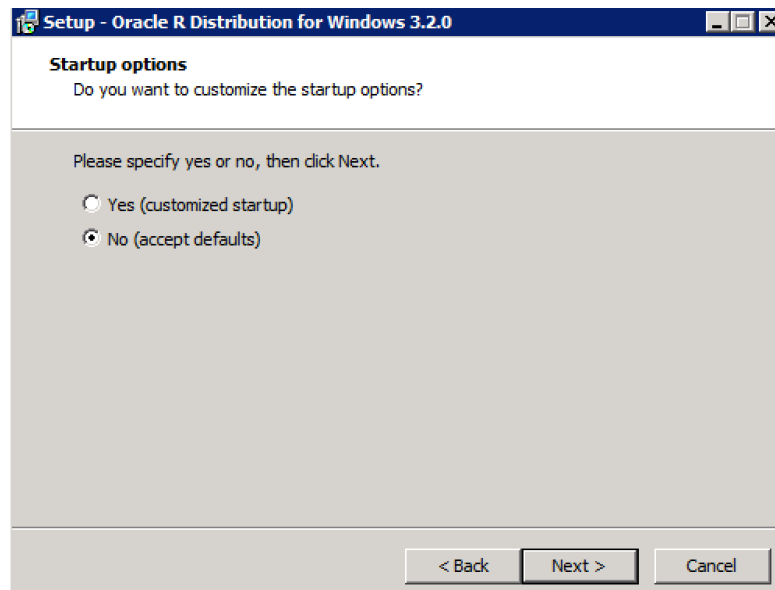 Setup - Oracle R Distribution for Windows 3.2.0
Startup options
Do you want to customize the startup options?
Please specify yes or no, then click Next.
Yes (customized startup)
No (accept defaults)
< Back Next > Cancel